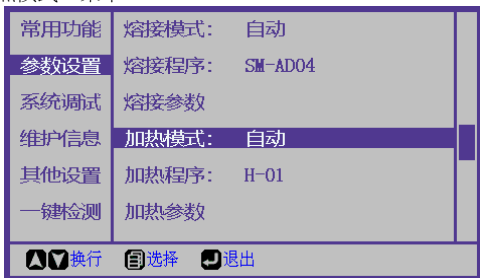 常用功能 熔接模式: 自动
参数设置 熔接程序: SM-AD04
系统调试 熔接参数
维护信息 加热模式: 自动
其他设置 加热程序: H-01
一键检测 加热参数
换行 选择 退出